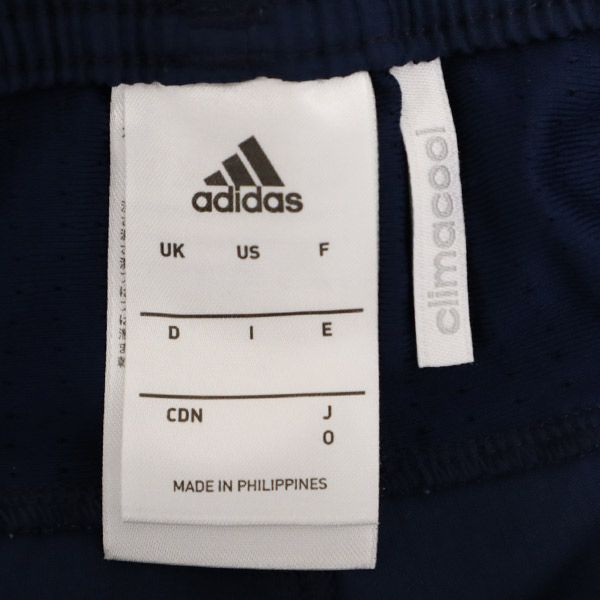 adidas
UK US F
D I E
CDN J
O
MADE IN PHILIPPINES
climacool